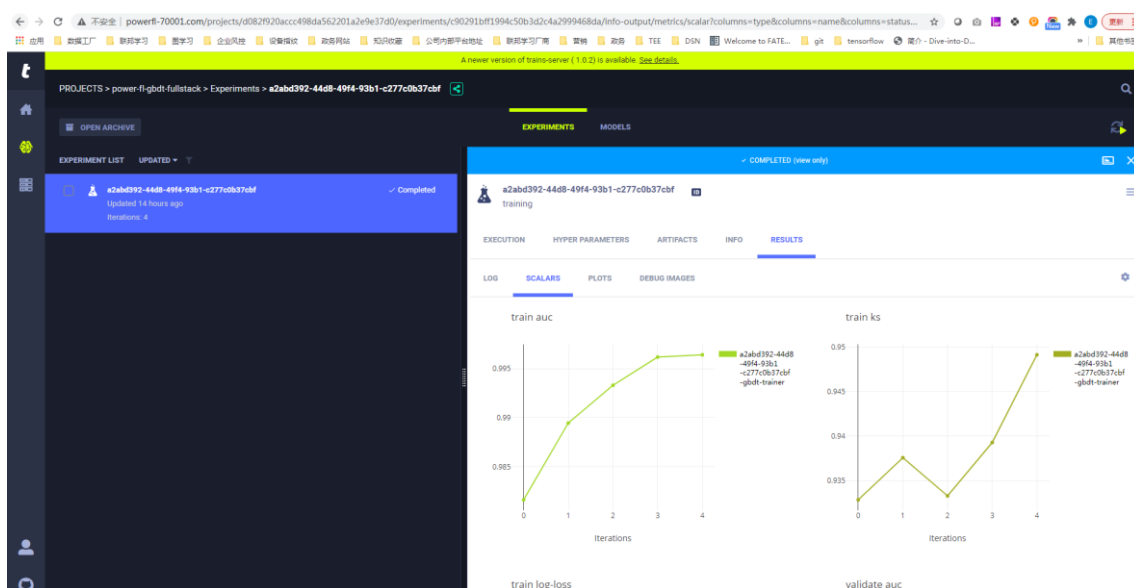 不安全 | powerfl-70001.com/projects/d082f920accc498da562201a2e9e37d0/experiments/c90291bff1994c50b3d2c4a2999468da/info-output/metrics/scalar?columns=type&columns=name&columns=status...
更新
应用 数据工厂 联邦学习 图学习 企业风控 设备指纹 政务网站 知识收藏 公司内部平台地址 联邦学习厂商 营销 政务 TEE DSN Welcome to FATE... git tensorflow 简介 - Dive-into-D... » 其他书签
A newer version of trains-server ( 1.0.2) is available. See details.
t
PROJECTS > power-fl-gbdt-fullstack > Experiments > a2abd392-44d8-49f4-93b1-c277c0b37cbf
OPEN ARCHIVE
EXPERIMENTS MODELS
EXPERIMENT LIST UPDATED
✓ COMPLETED (view only)
a2abd392-44d8-49f4-93b1-c277c0b37cbf ✓ Completed
Updated 14 hours ago
Iterations: 4
a2abd392-44d8-49f4-93b1-c277c0b37cbf ID
training
EXECUTION HYPER PARAMETERS ARTIFACTS INFO RESULTS
LOG SCALARS PLOTS DEBUG IMAGES
train auc
0.995
0.99
0.985
0 1 2 3 4
Iterations
a2abd392-44d8
-49f4-93b1
-c277c0b37cbf
-gbdt-trainer
train ks
0.95
0.945
0.94
0.935
0 1 2 3 4
Iterations
a2abd392-44d8
-49f4-93b1
-c277c0b37cbf
-gbdt-trainer
train log-loss
validate auc